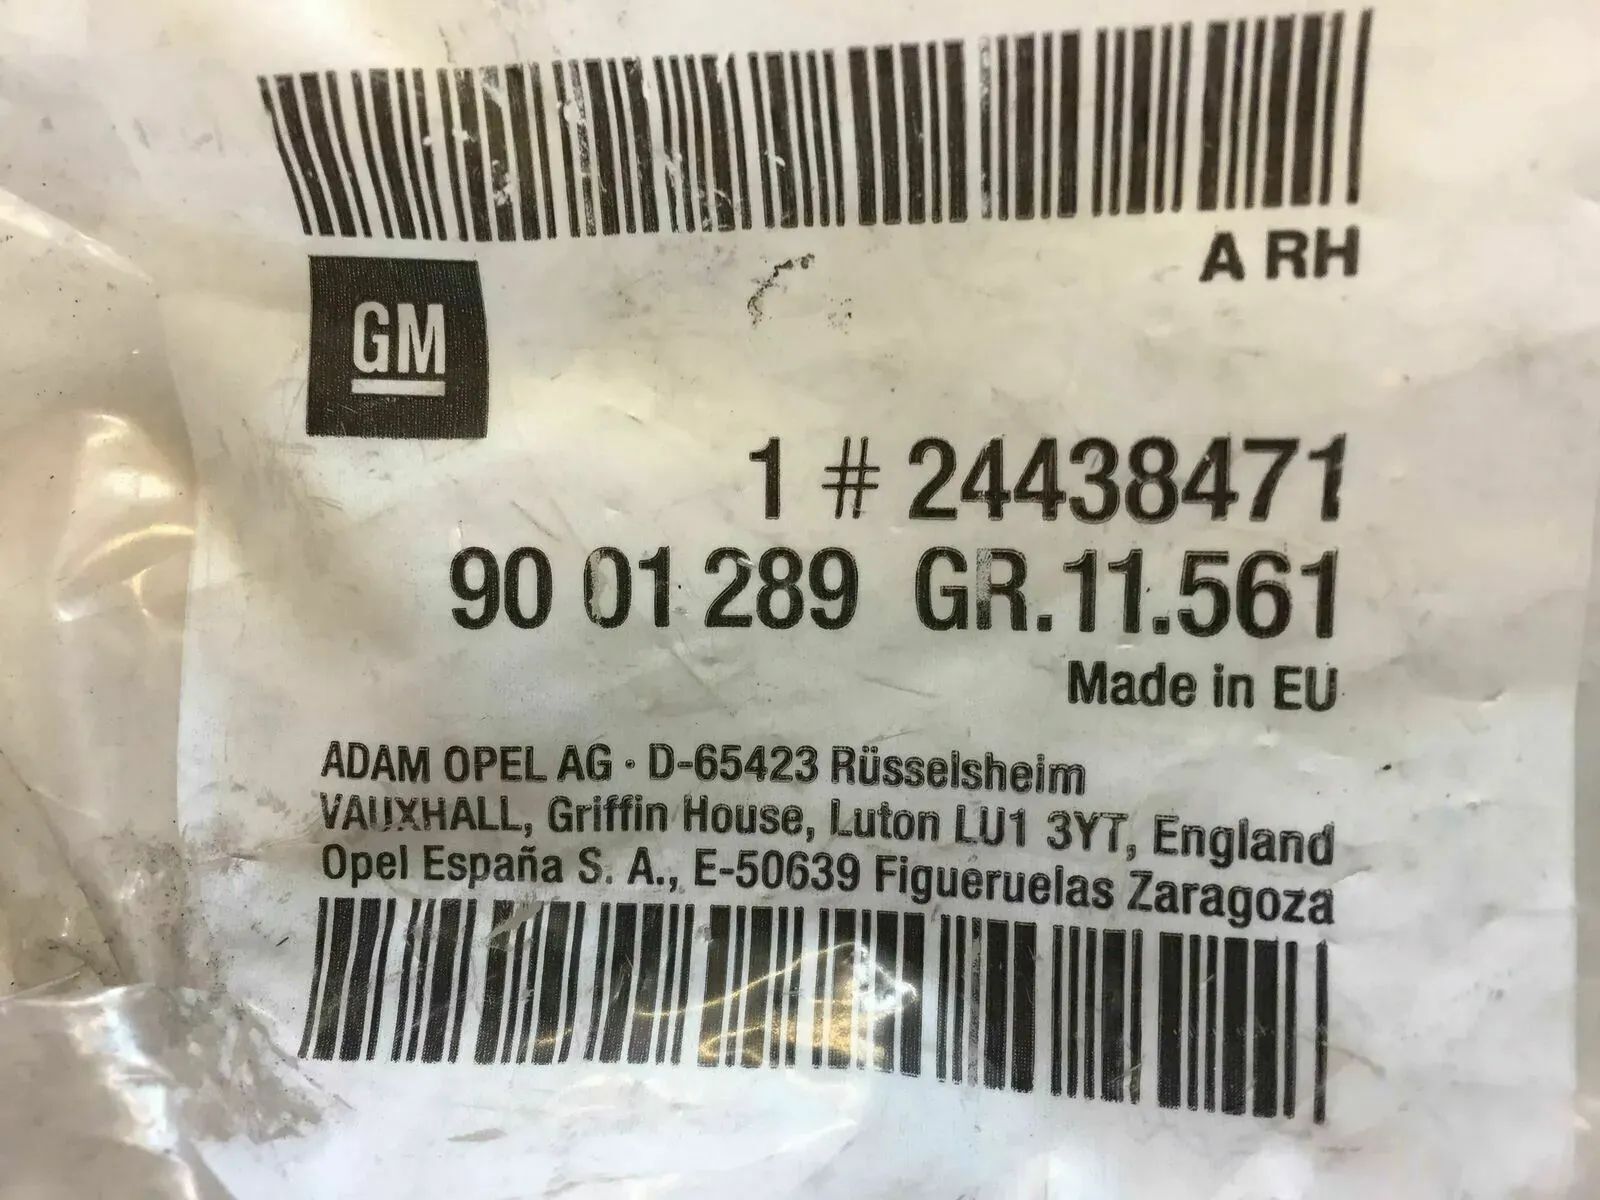 A RH
GM
1 # 24438471
90 01 289 GR.11.561
Made in EU
ADAM OPEL AG · D-65423 Rüsselsheim
VAUXHALL, Griffin House, Luton LU1 3YT, England
Opel España S. A., E-50639 Figueruelas Zaragoza